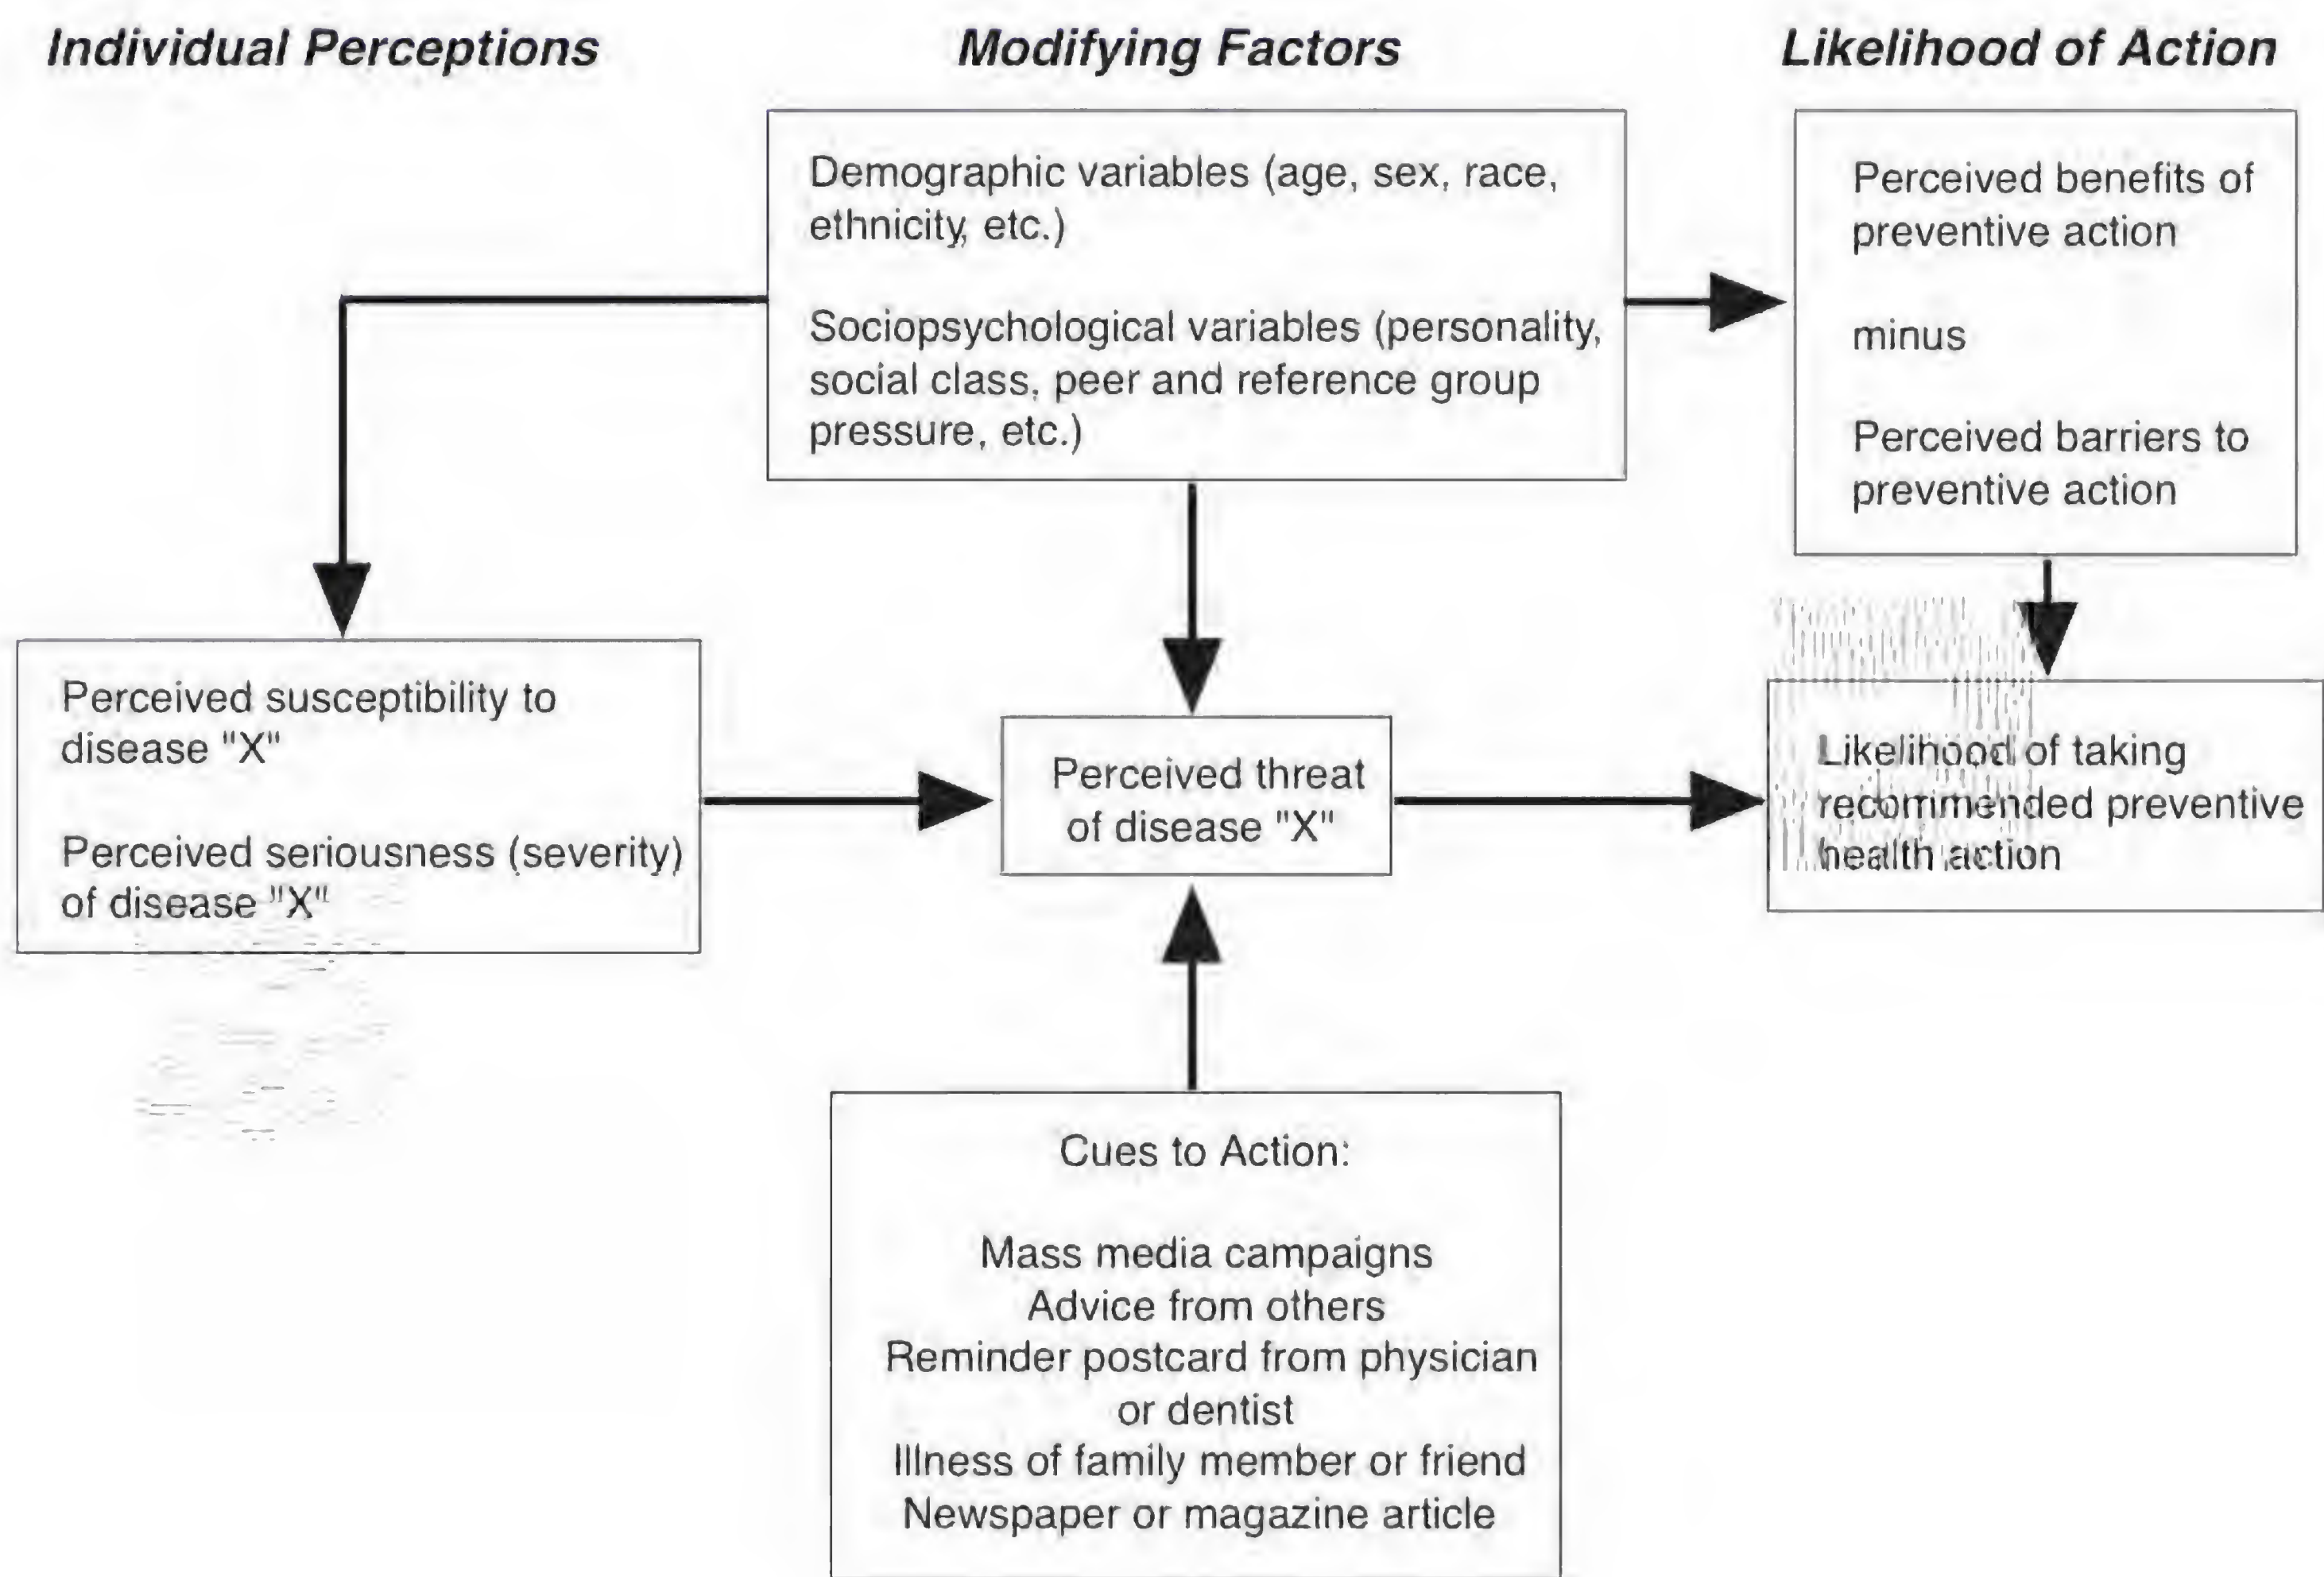 Individual Perceptions
Modifying Factors
Likelihood of Action
Demographic variables (age, sex, race,
ethnicity, etc.)
Sociopsychological variables (personality,
social class, peer and reference group
pressure, etc.)
Perceived benefits of
preventive action
minus
Perceived barriers to
preventive action
Perceived susceptibility to
disease "X"
Perceived seriousness (severity)
of disease "X"
Perceived threat
of disease "X"
Likelihood of taking
recommended preventive
health action
Cues to Action:
Mass media campaigns
Advice from others
Reminder postcard from physician
or dentist
Illness of family member or friend
Newspaper or magazine article